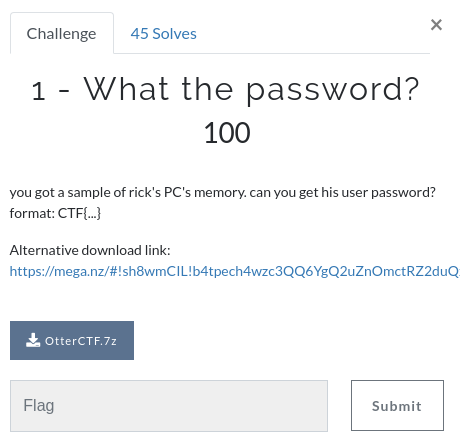 Challenge
45 Solves
×
1 - What the password?
100
you got a sample of rick's PC's memory. can you get his user password?
format: CTF{...}
Alternative download link:
https://mega.nz/#!sh8wmCIL!b4tpech4wzc3QQ6YgQ2uZnOmctRZ2duQ
OtterCTF.7z
Flag
Submit